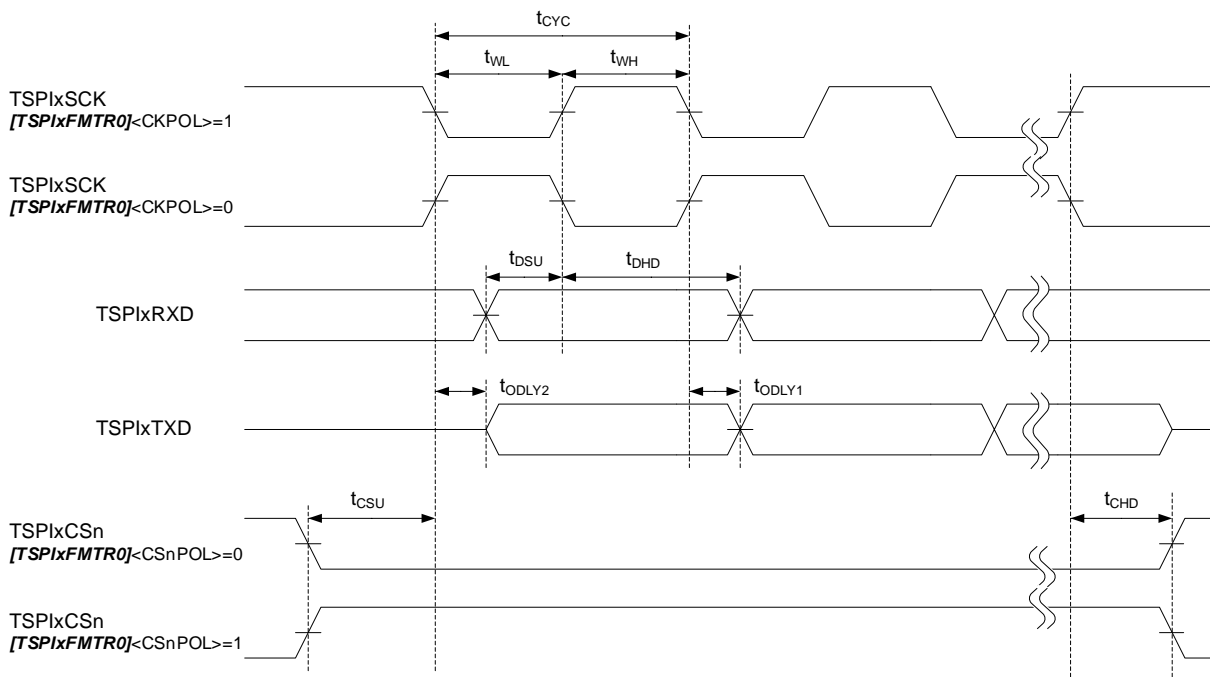 tCYC
tWL
tWH
TSPIxSCK
[TSPIxFMTR0]<CKPOL>=1
TSPIxSCK
[TSPIxFMTR0]<CKPOL>=0
tDSU
tDHD
TSPIxRXD
tODLY2
tODLY1
TSPIxTXD
tCSU
tCHD
TSPIxCSn
[TSPIxFMTR0]<CSnPOL>=0
TSPIxCSn
[TSPIxFMTR0]<CSnPOL>=1